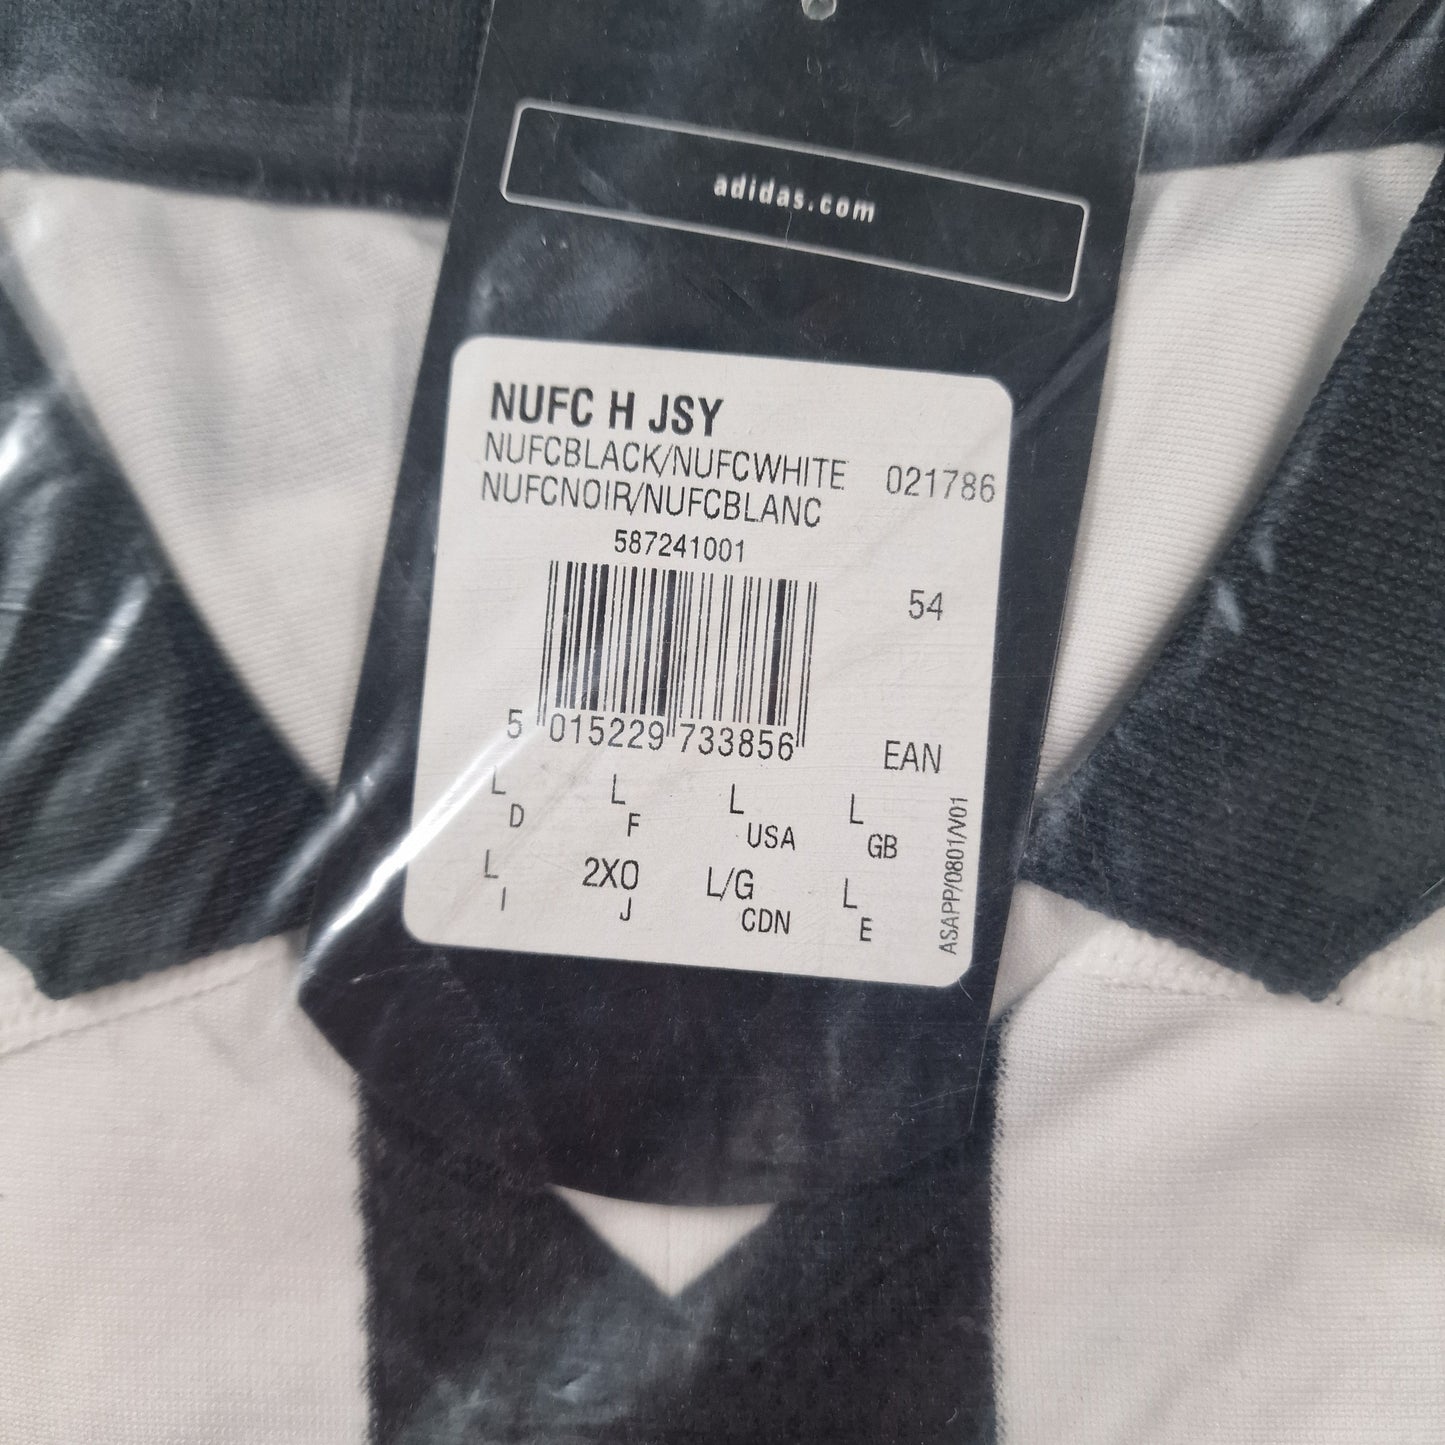 adidas.com
NUFC H JSY
NUFCBLACK/NUFCWHITE 021786
NUFCNOIR/NUFCBLANC
587241001
54
5 015229 733856
EAN
L D L F L USA L GB
L I 2XO J L/G CDN L E
ASAPP/0801/V01